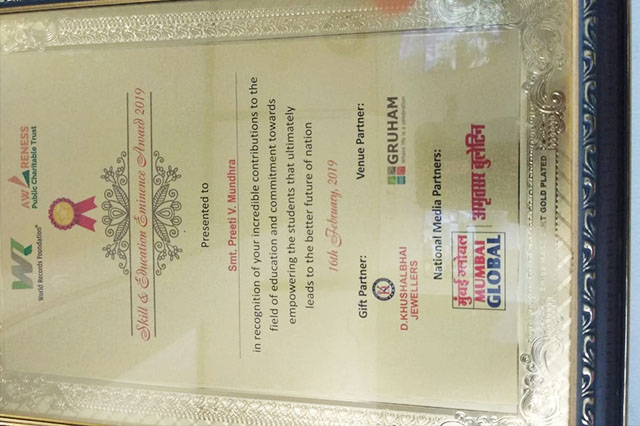 WR
World Records Foundation®
AWARENESS
Public Charitable Trust
Skill & Education Eminence Award 2019
Presented to
Smt. Preeti V. Mundhra
in recognition of your incredible contributions to the
field of education and commitment towards
empowering the students that ultimately
leads to the better future of nation
16th February, 2019
Gift Partner:
Venue Partner:
D.KHUSHALBHAI
JEWELLERS
GRUHAM
National Media Partners:
मुंबई ग्लोबल
MUMBAI
GLOBAL
अमृतसर बुलेटिन
KT GOLD PLATED